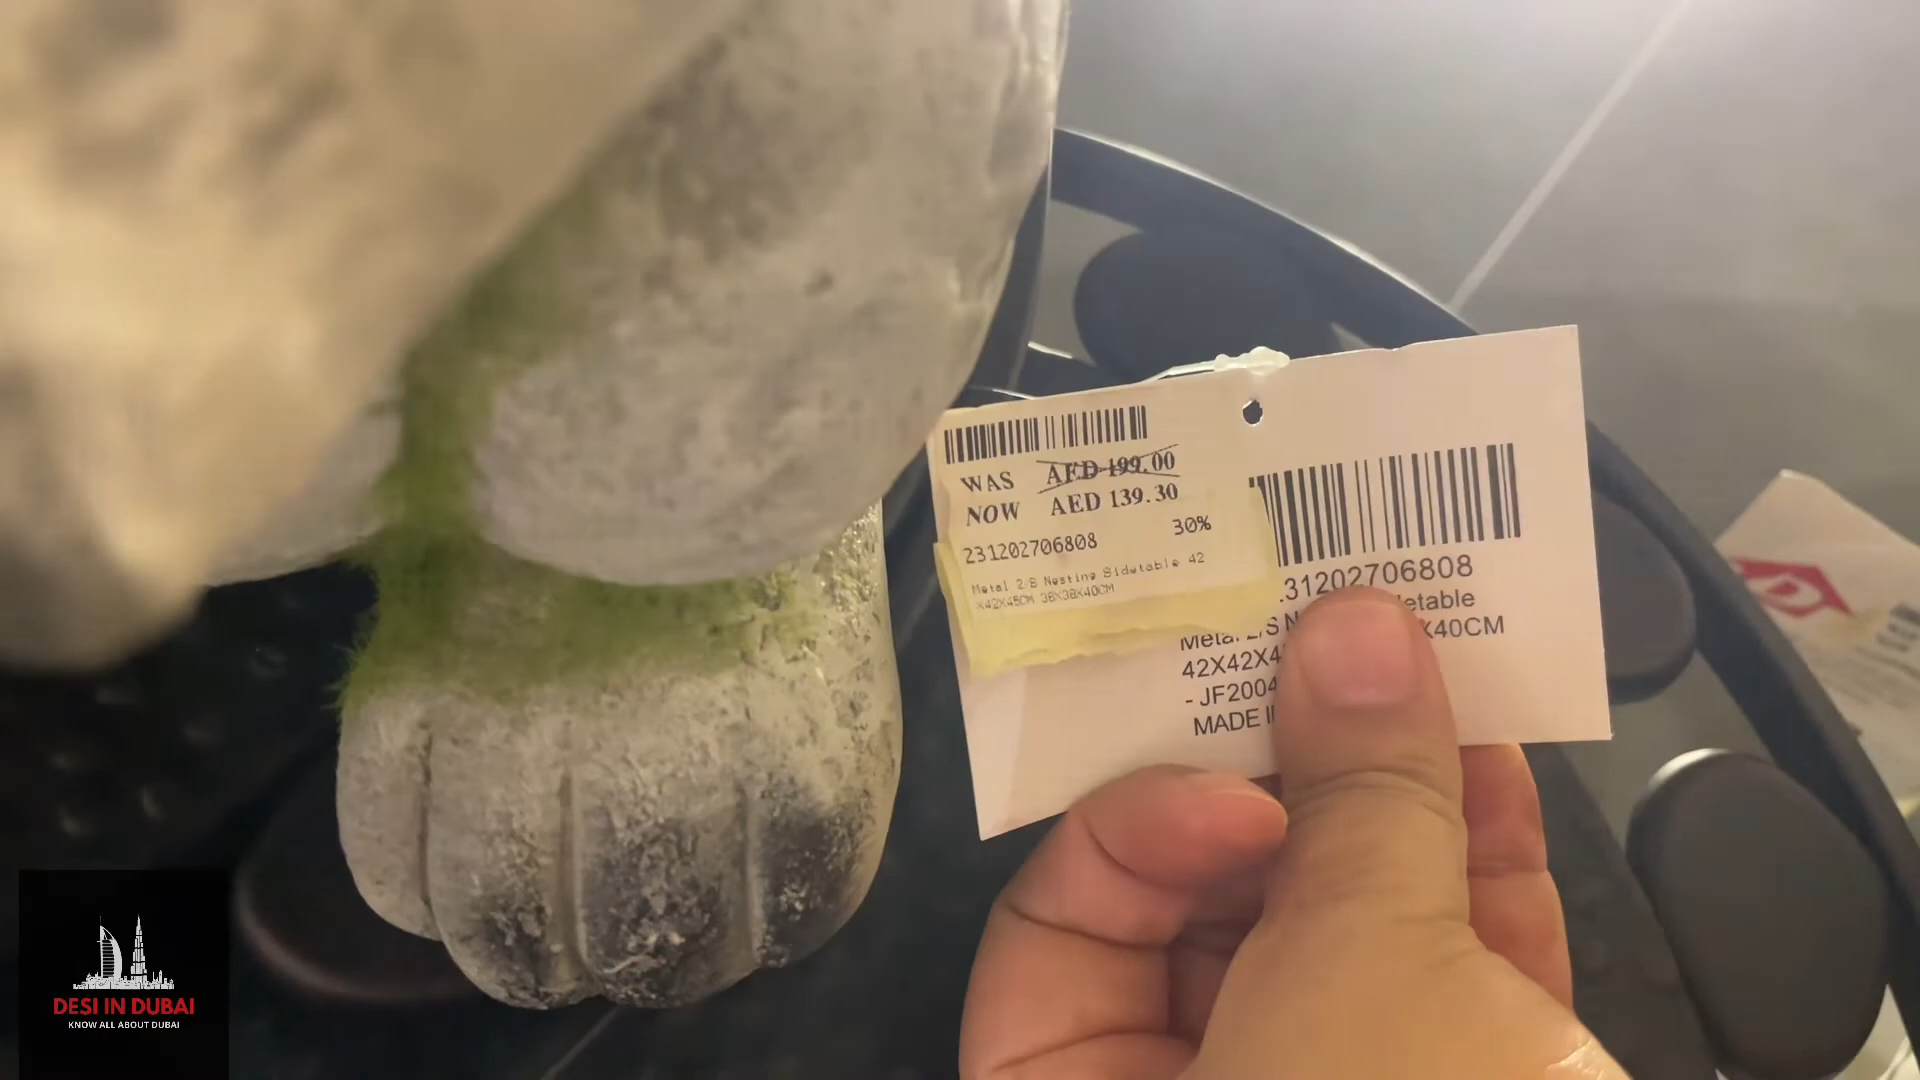 WAS AED 199.00
NOW AED 139.30
30%
231202706808
Metal 2/S Nesting Sidetable 42
X42X45CM 38X38X40CM
31202706808
etable
Metal 2/S N X40CM
42X42X4
- JF2004
MADE I
DESI IN DUBAI
KNOW ALL ABOUT DUBAI